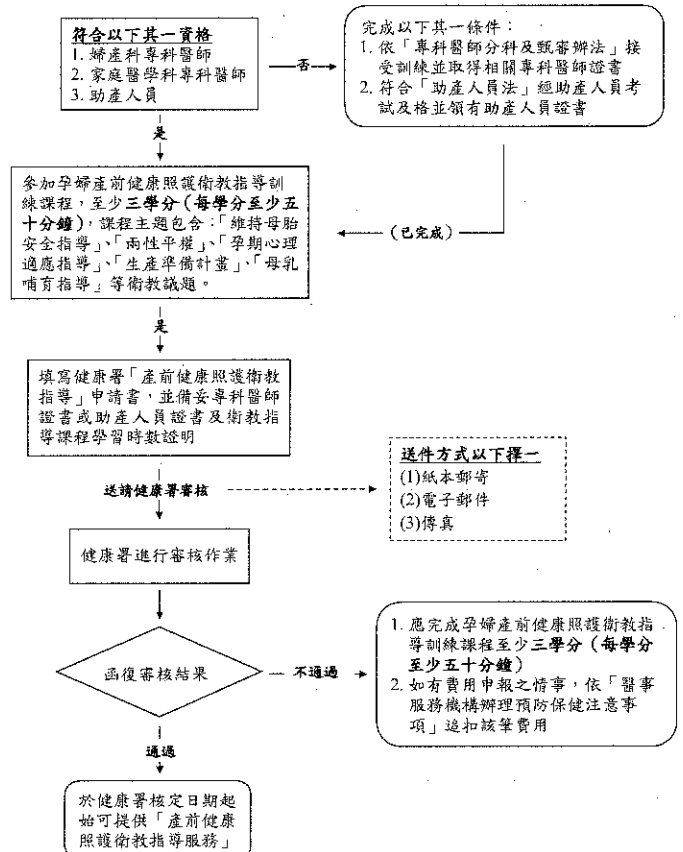 符合以下其一資格
1. 婦產科專科醫師
2. 家庭醫學科專科醫師
3. 助產人員
否
完成以下其一條件：
1. 依「專科醫師分科及甄審辦法」接
受訓練並取得相關專科醫師證書
2. 符合「助產人員法」經助產人員考
試及格並領有助產人員證書
是
參加孕婦產前健康照護衛教指導訓
練課程，至少三學分（每學分至少五
十分鐘），課程主題包含：「維持母胎
安全指導」、「兩性平權」、「孕期心理
適應指導」、「生產準備計畫」、「母乳
哺育指導」等衛教議題。
（已完成）
是
填寫健康署「產前健康照護衛教
指導」申請書，並備妥專科醫師
證書或助產人員證書及衛教指
導課程學習時數證明
送請健康署審核
送件方式以下擇一
(1)紙本郵寄
(2)電子郵件
(3)傳真
健康署進行審核作業
函復審核結果
不通過
1. 應完成孕婦產前健康照護衛教指
導訓練課程至少三學分（每學分
至少五十分鐘）
2. 如有費用申報之情事，依「醫事
服務機構辦理預防保健注意事
項」追扣該筆費用
通過
於健康署核定日期起
始可提供「產前健康
照護衛教指導服務」